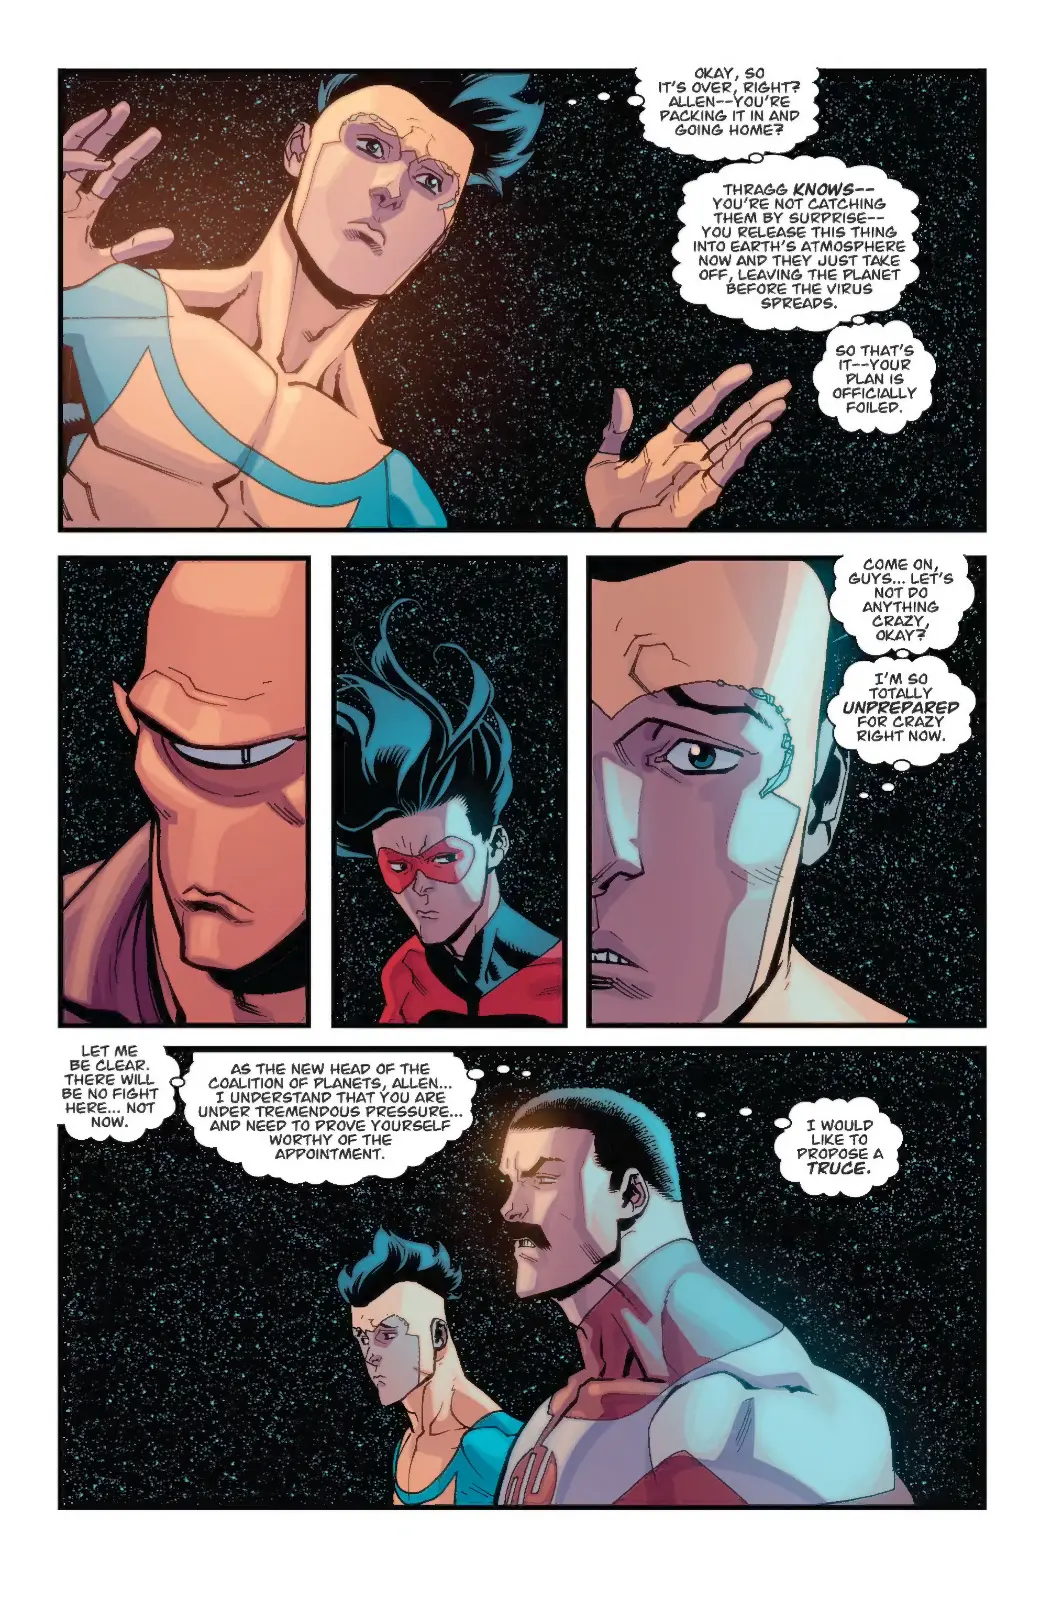 OKAY, SO
IT'S OVER, RIGHT?
ALLEN--YOU'RE
PACKING IT IN AND
GOING HOME?
THRAGG KNOWS--
YOU'RE NOT CATCHING
THEM BY SURPRISE--
YOU RELEASE THIS THING
INTO EARTH'S ATMOSPHERE
NOW AND THEY JUST TAKE
OFF, LEAVING THE PLANET
BEFORE THE VIRUS
SPREADS.
SO THAT'S
IT--YOUR
PLAN IS
OFFICIALLY
FOILED.
COME ON,
GUYS... LET'S
NOT DO
ANYTHING
CRAZY,
OKAY?
I'M SO
TOTALLY
UNPREPARED
FOR CRAZY
RIGHT NOW.
LET ME
BE CLEAR.
THERE WILL
BE NO FIGHT
HERE... NOT
NOW.
AS THE NEW HEAD OF THE
COALITION OF PLANETS, ALLEN...
I UNDERSTAND THAT YOU ARE
UNDER TREMENDOUS PRESSURE...
AND NEED TO PROVE YOURSELF
WORTHY OF THE
APPOINTMENT.
I WOULD
LIKE TO
PROPOSE A
TRUCE.